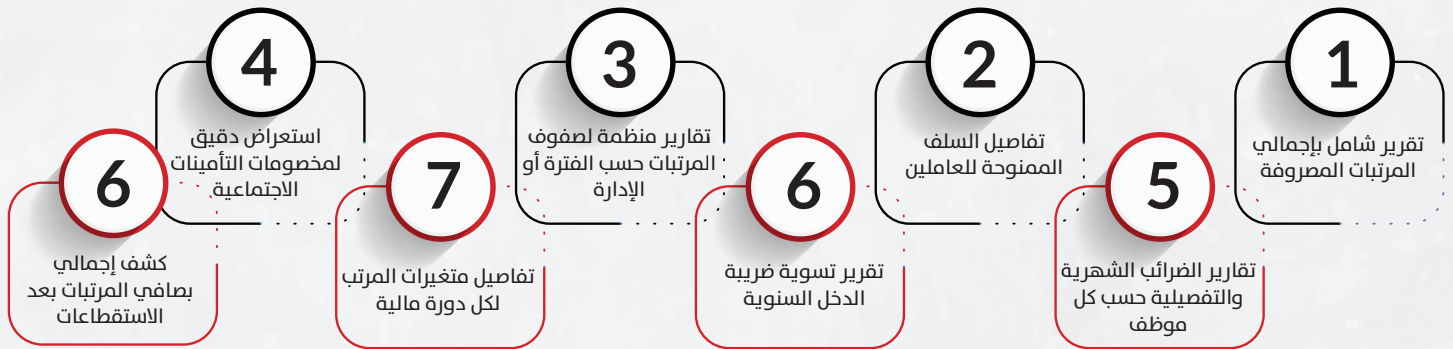 1
تقرير شامل بإجمالي
المرتبات المصروفة
2
تفاصيل السلف
الممنوحة للعاملين
3
تقارير منظمة لصفوف
المرتبات حسب الفترة أو
الإدارة
4
استعراض دقيق
لمخصومات التأمينات
الاجتماعية
5
تقارير الضرائب الشهرية
والتفصيلية حسب كل
موظف
6
تقرير تسوية ضريبة
الدخل السنوية
7
تفاصيل متغيرات المرتب
لكل دورة مالية
6
كشف إجمالي
بصافي المرتبات بعد
الاستقطاعات